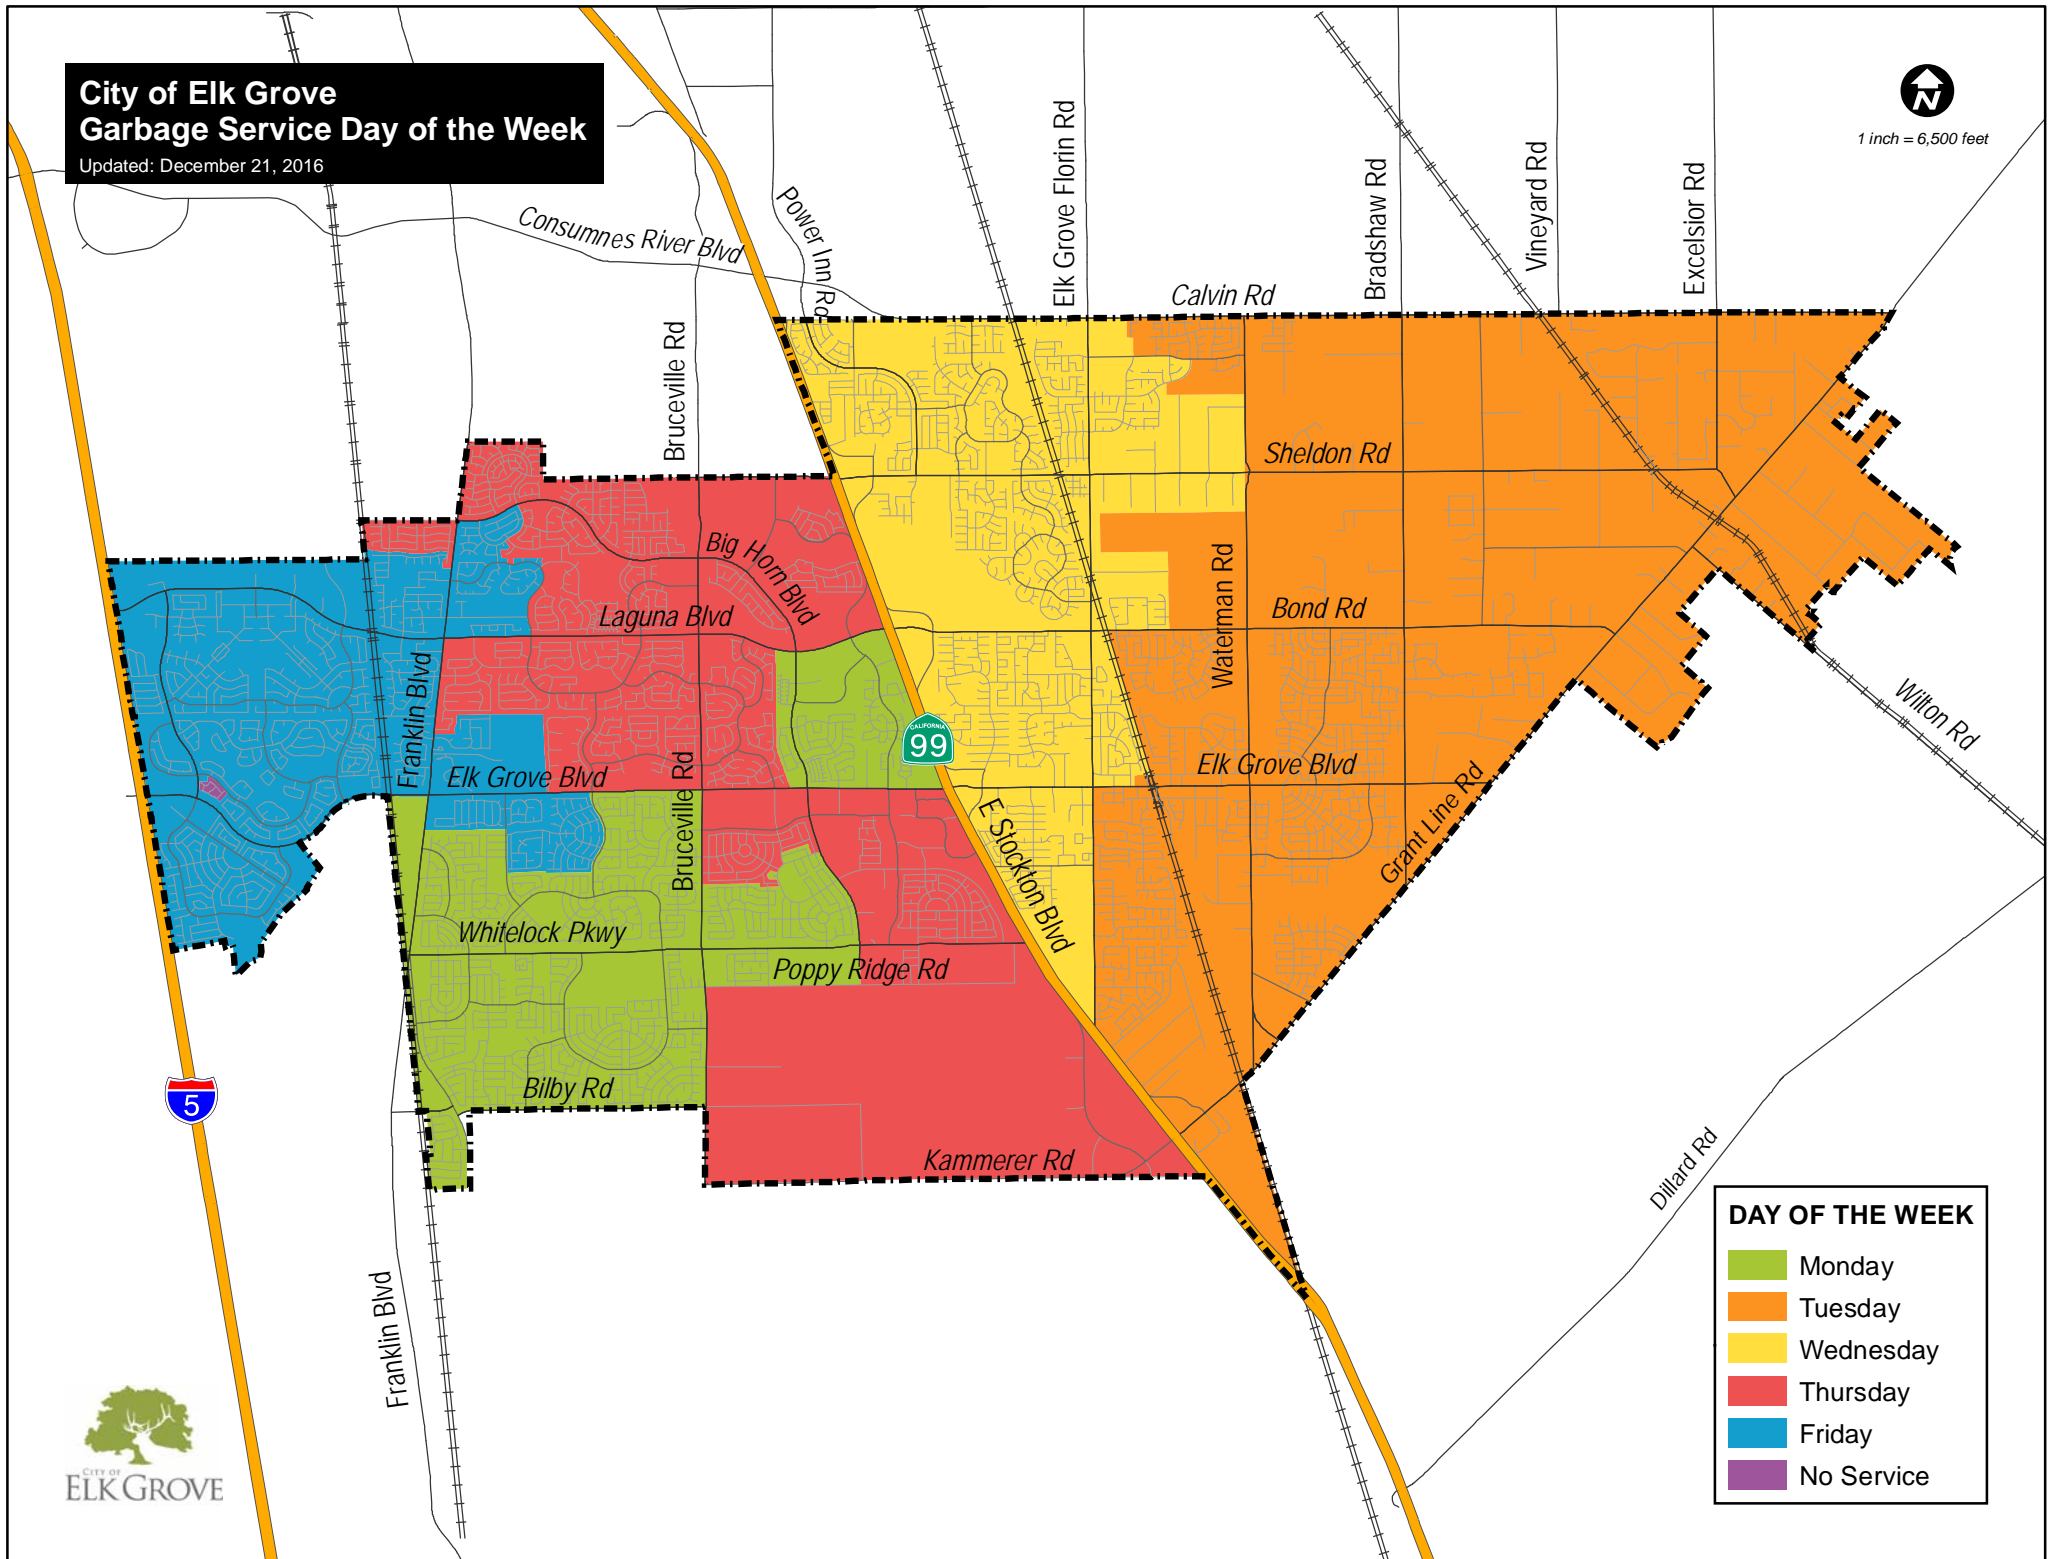 City of Elk Grove
Garbage Service Day of the Week
Updated: December 21, 2016
N
1 inch = 6,500 feet
Consumnes River Blvd
Power Inn Rd
Elk Grove Florin Rd
Calvin Rd
Bradshaw Rd
Vineyard Rd
Excelsior Rd
Bruceville Rd
Sheldon Rd
Big Horn Blvd
Laguna Blvd
Waterman Rd
Bond Rd
Franklin Blvd
CALIFORNIA
99
Wilton Rd
Elk Grove Blvd
Bruceville Rd
Elk Grove Blvd
E Stockton Blvd
Grant Line Rd
Whitelock Pkwy
Poppy Ridge Rd
5
Bilby Rd
Kammerer Rd
Dillard Rd
Franklin Blvd
DAY OF THE WEEK
Monday
Tuesday
Wednesday
Thursday
Friday
No Service
CITY OF
ELK GROVE